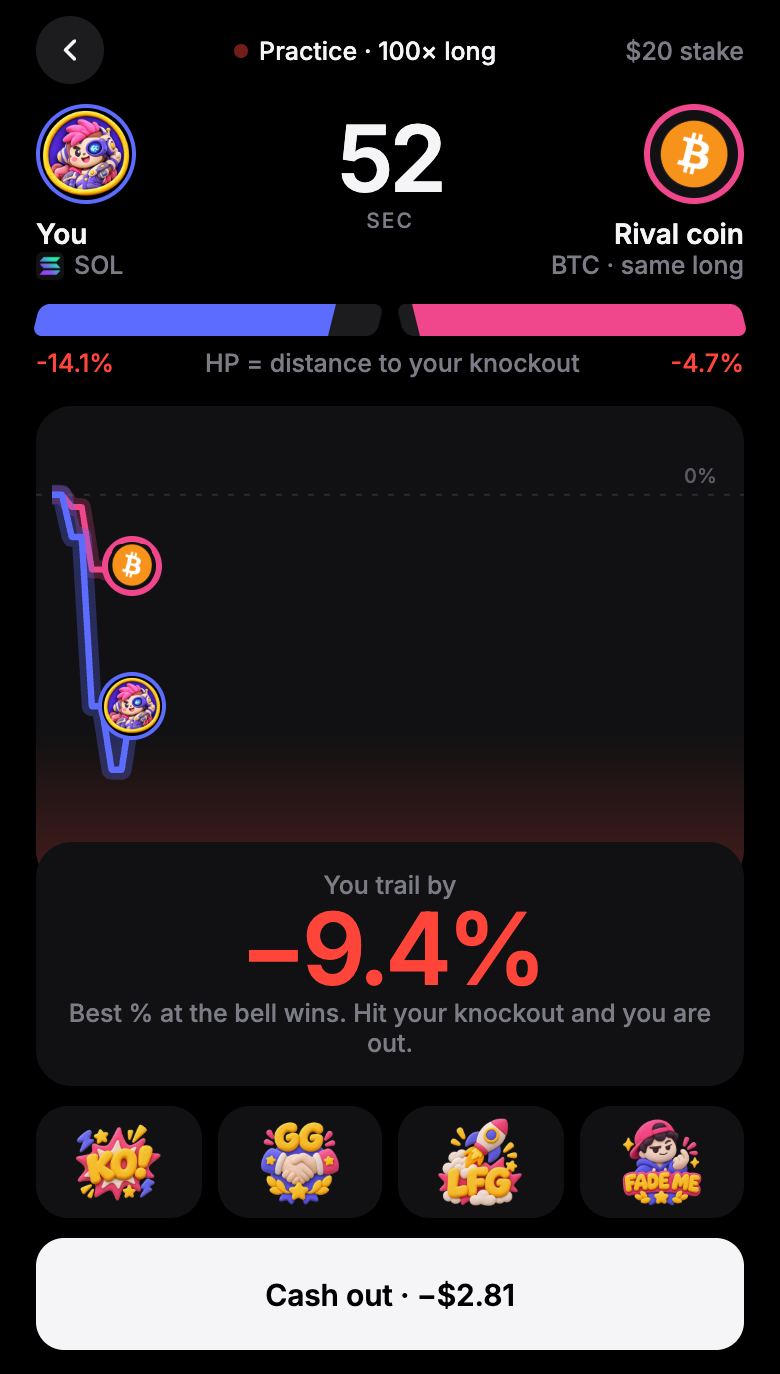 Practice · 100× long
$20 stake
52
SEC
You
SOL
Rival coin
BTC · same long
-14.1%
HP = distance to your knockout
-4.7%
0%
You trail by
−9.4%
Best % at the bell wins. Hit your knockout and you are
out.
KO!
GG
LFG
FADE ME
Cash out · −$2.81